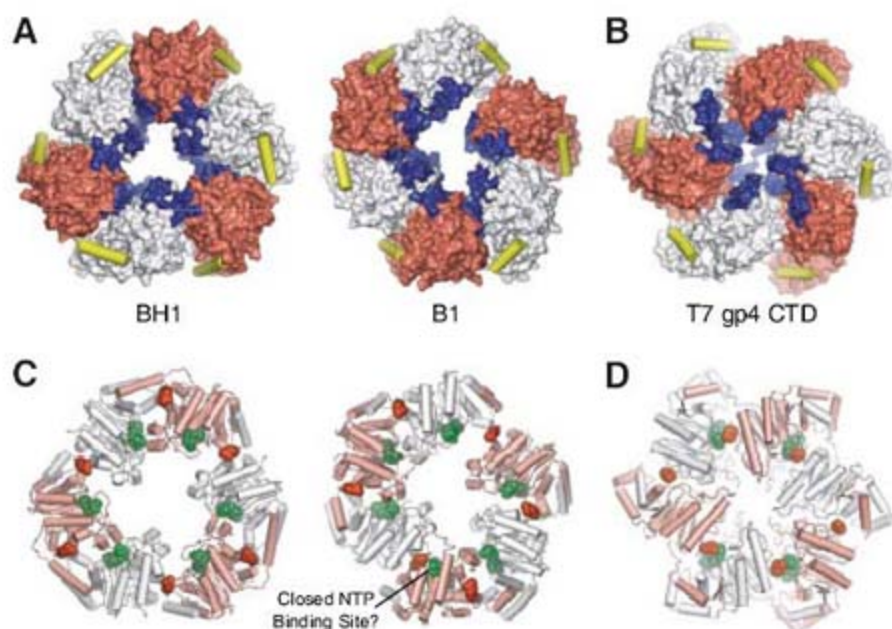 A
B
BH1
B1
T7 gp4 CTD
C
D
Closed NTP
Binding Site?